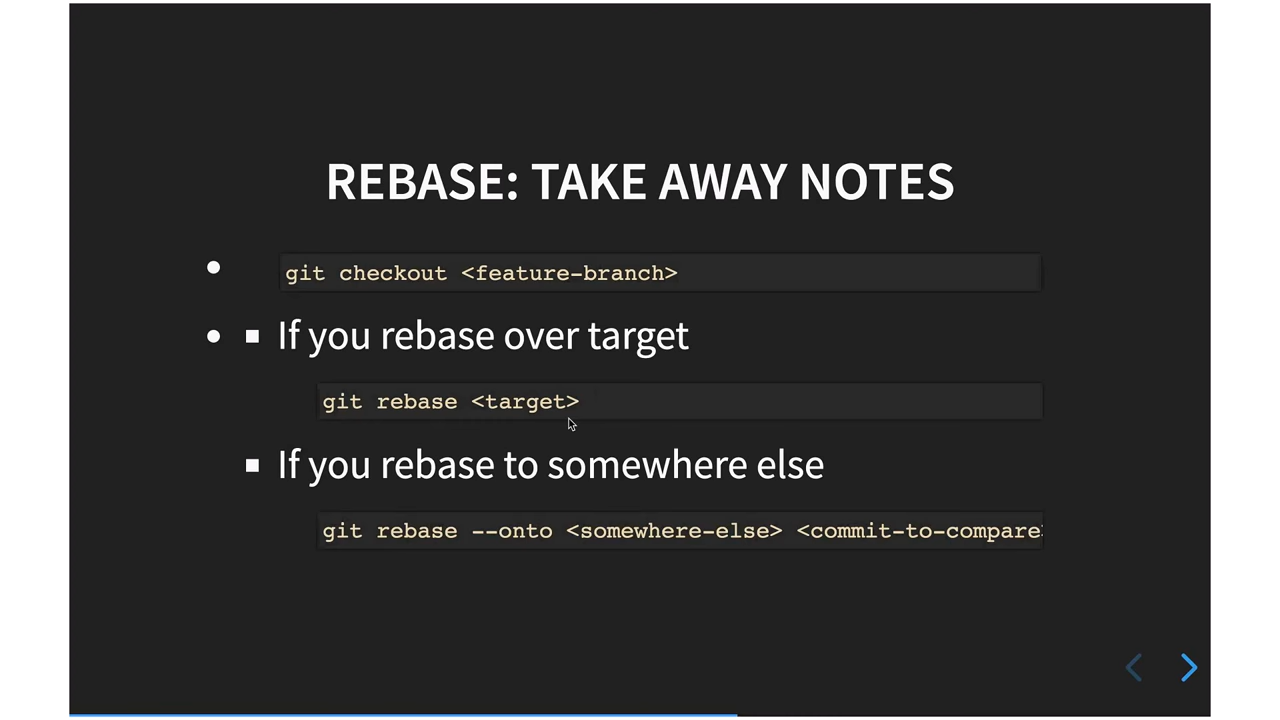 REBASE: TAKE AWAY NOTES
git checkout <feature-branch>
If you rebase over target
git rebase <target>
If you rebase to somewhere else
git rebase --onto <somewhere-else> <commit-to-compare>